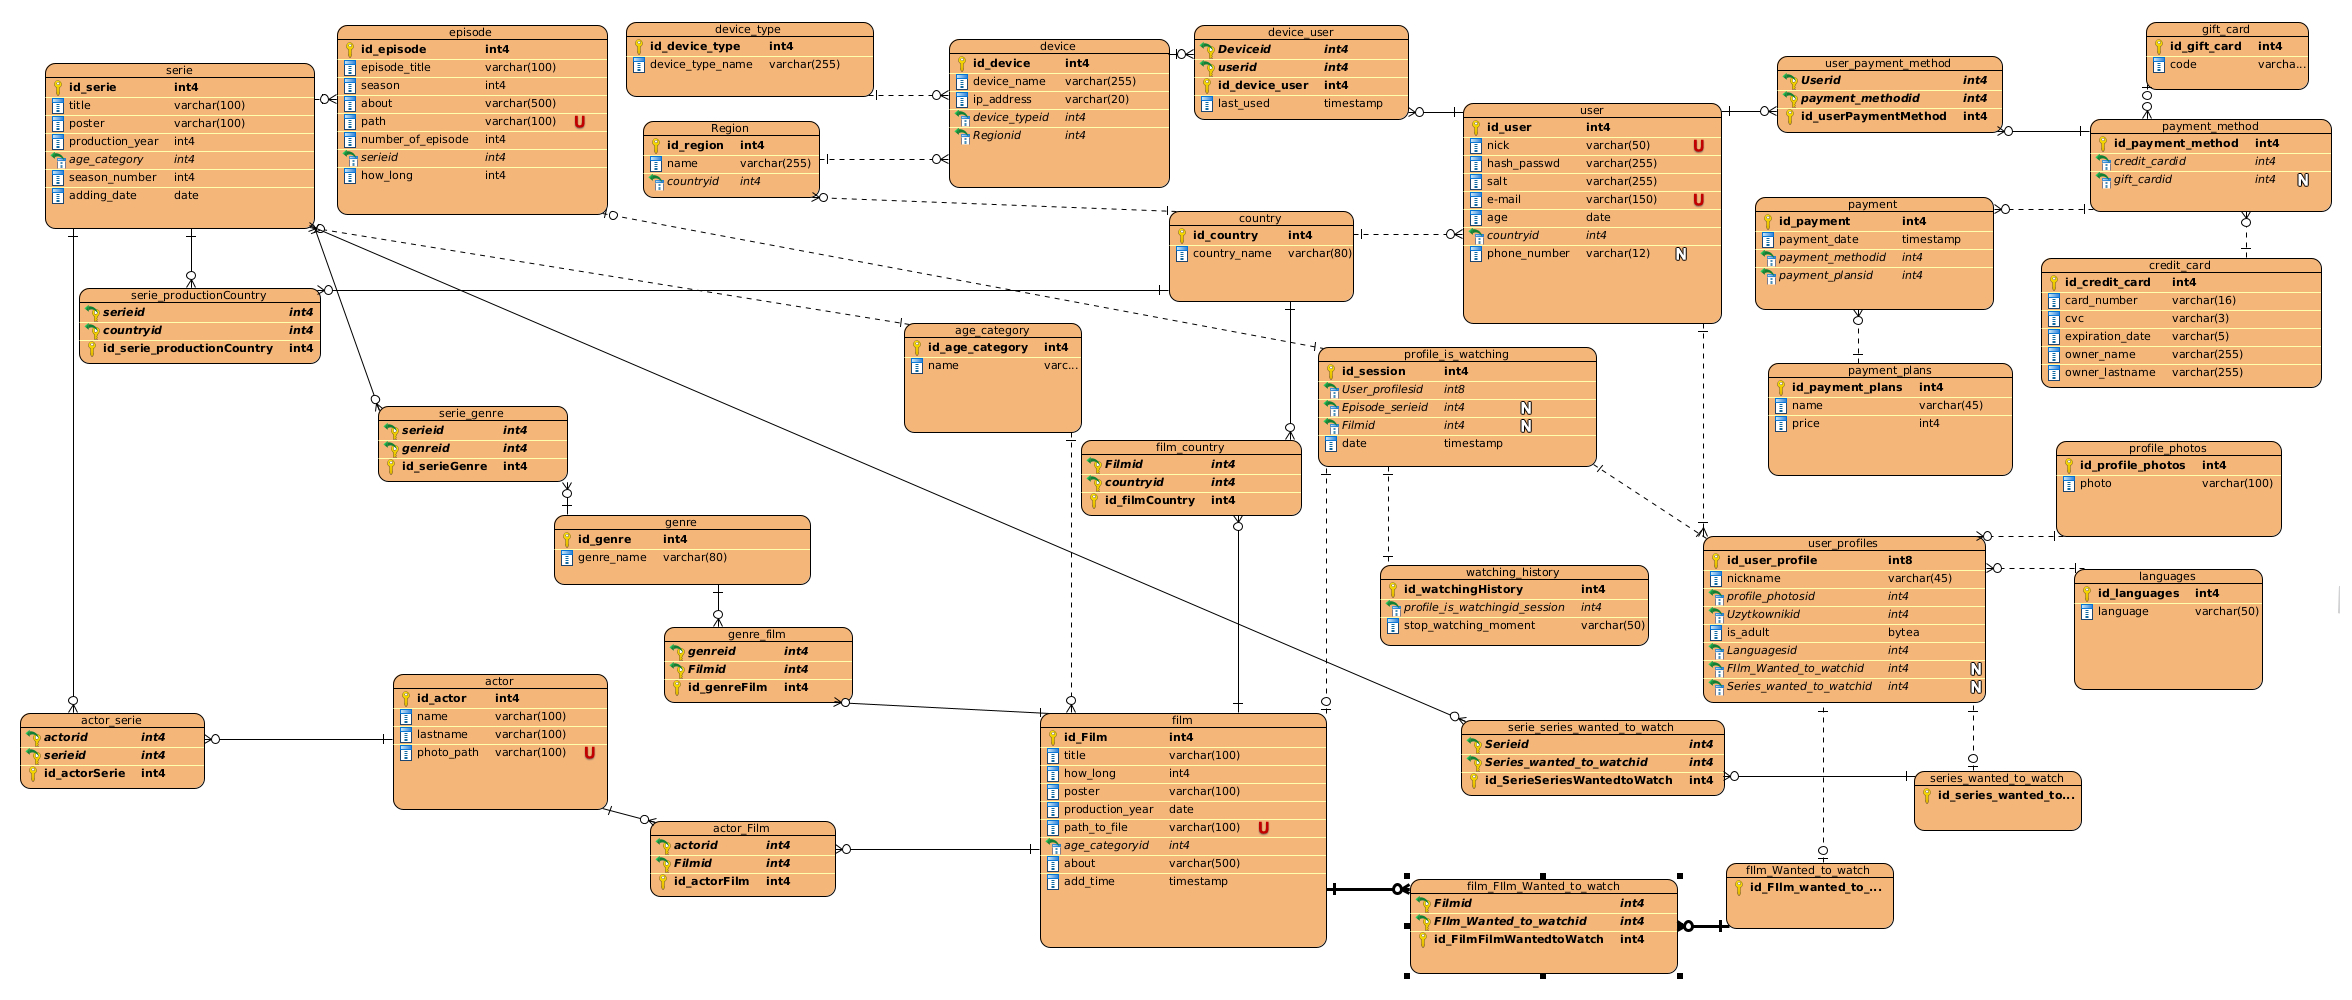 serie
id_serie int4
title varchar(100)
poster varchar(100)
production_year int4
age_category int4
season_number int4
adding_date date
episode
id_episode int4
episode_title varchar(100)
season int4
about varchar(500)
path varchar(100) U
number_of_episode int4
serieid int4
how_long int4
device_type
id_device_type int4
device_type_name varchar(255)
Region
id_region int4
name varchar(255)
countryid int4
device
id_device int4
device_name varchar(255)
ip_address varchar(20)
device_typeid int4
Regionid int4
device_user
Deviceid int4
userid int4
id_device_user int4
last_used timestamp
user
id_user int4
nick varchar(50) U
hash_passwd varchar(255)
salt varchar(255)
e-mail varchar(150) U
age date
countryid int4
phone_number varchar(12) N
user_payment_method
Userid int4
payment_methodid int4
id_userPaymentMethod int4
gift_card
id_gift_card int4
code varcha...
payment_method
id_payment_method int4
credit_cardid int4
gift_cardid int4 N
payment
id_payment int4
payment_date timestamp
payment_methodid int4
payment_plansid int4
credit_card
id_credit_card int4
card_number varchar(16)
cvc varchar(3)
expiration_date varchar(5)
owner_name varchar(255)
owner_lastname varchar(255)
country
id_country int4
country_name varchar(80)
serie_productionCountry
serieid int4
countryid int4
id_serie_productionCountry int4
age_category
id_age_category int4
name varc...
profile_is_watching
id_session int4
User_profilesid int8
Episode_serieid int4 N
Filmid int4 N
date timestamp
payment_plans
id_payment_plans int4
name varchar(45)
price int4
serie_genre
serieid int4
genreid int4
id_serieGenre int4
film_country
Filmid int4
countryid int4
id_filmCountry int4
profile_photos
id_profile_photos int4
photo varchar(100)
genre
id_genre int4
genre_name varchar(80)
watching_history
id_watchingHistory int4
profile_is_watchingid_session int4
stop_watching_moment varchar(50)
user_profiles
id_user_profile int8
nickname varchar(45)
profile_photosid int4
Uzytkownikid int4
is_adult bytea
Languagesid int4
FIlm_Wanted_to_watchid int4 N
Series_wanted_to_watchid int4 N
languages
id_languages int4
language varchar(50)
genre_film
genreid int4
Filmid int4
id_genreFilm int4
actor
id_actor int4
name varchar(100)
lastname varchar(100)
photo_path varchar(100) U
actor_serie
actorid int4
serieid int4
id_actorSerie int4
actor_Film
actorid int4
Filmid int4
id_actorFilm int4
film
id_Film int4
title varchar(100)
how_long int4
poster varchar(100)
production_year date
path_to_file varchar(100) U
age_categoryid int4
about varchar(500)
add_time timestamp
serie_series_wanted_to_watch
Serieid int4
Series_wanted_to_watchid int4
id_SerieSeriesWantedtoWatch int4
series_wanted_to_watch
id_series_wanted_to...
fIlm_Wanted_to_watch
id_FIlm_wanted_to_...
film_FIlm_Wanted_to_watch
Filmid int4
FIlm_Wanted_to_watchid int4
id_FilmFilmWantedtoWatch int4